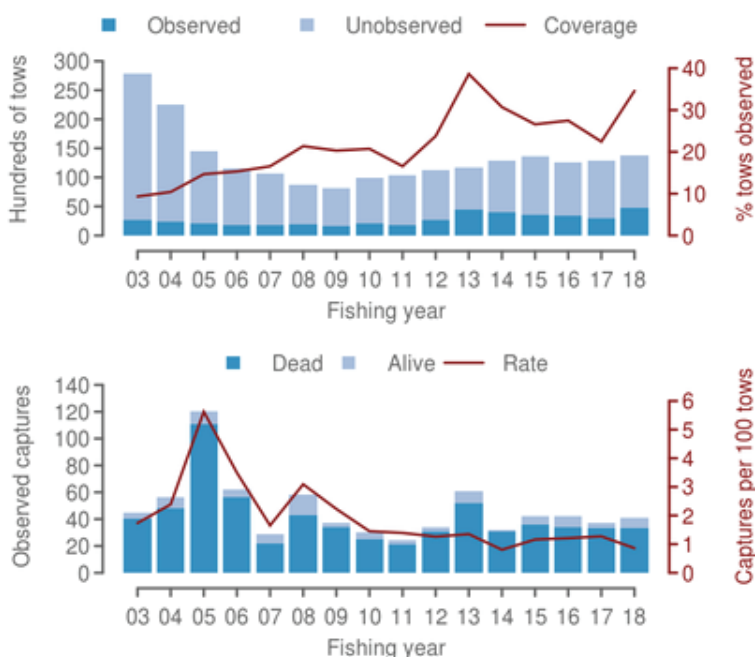 Observed Unobserved Coverage
Hundreds of tows
300
250
200
150
100
50
0
40
30
20
10
0
% tows observed
03 04 05 06 07 08 09 10 11 12 13 14 15 16 17 18
Fishing year
Dead Alive Rate
Observed captures
140
120
100
80
60
40
20
0
6
5
4
3
2
1
0
Captures per 100 tows
03 04 05 06 07 08 09 10 11 12 13 14 15 16 17 18
Fishing year